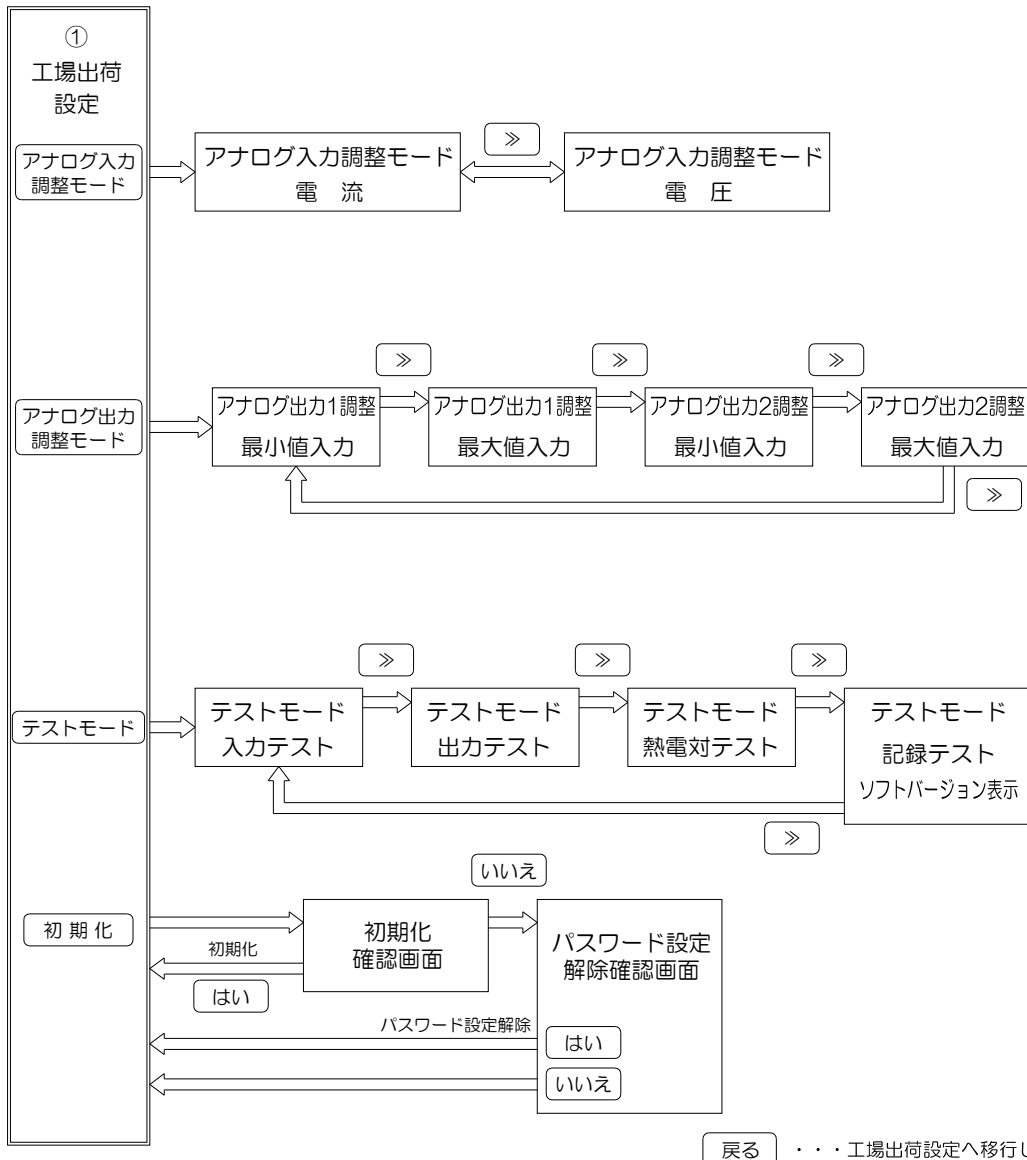 ①
工場出荷
設定
アナログ入力
調整モード
アナログ入力調整モード
電 流
≫
アナログ入力調整モード
電 圧
アナログ出力
調整モード
アナログ出力1調整
最小値入力
≫
アナログ出力1調整
最大値入力
≫
アナログ出力2調整
最小値入力
≫
アナログ出力2調整
最大値入力
≫
テストモード
テストモード
入力テスト
≫
テストモード
出力テスト
≫
テストモード
熱電対テスト
≫
テストモード
記録テスト
ソフトバージョン表示
≫
初 期 化
初期化
確認画面
初期化
はい
いいえ
パスワード設定
解除確認画面
パスワード設定解除
はい
いいえ
戻る ・・・工場出荷設定へ移行し